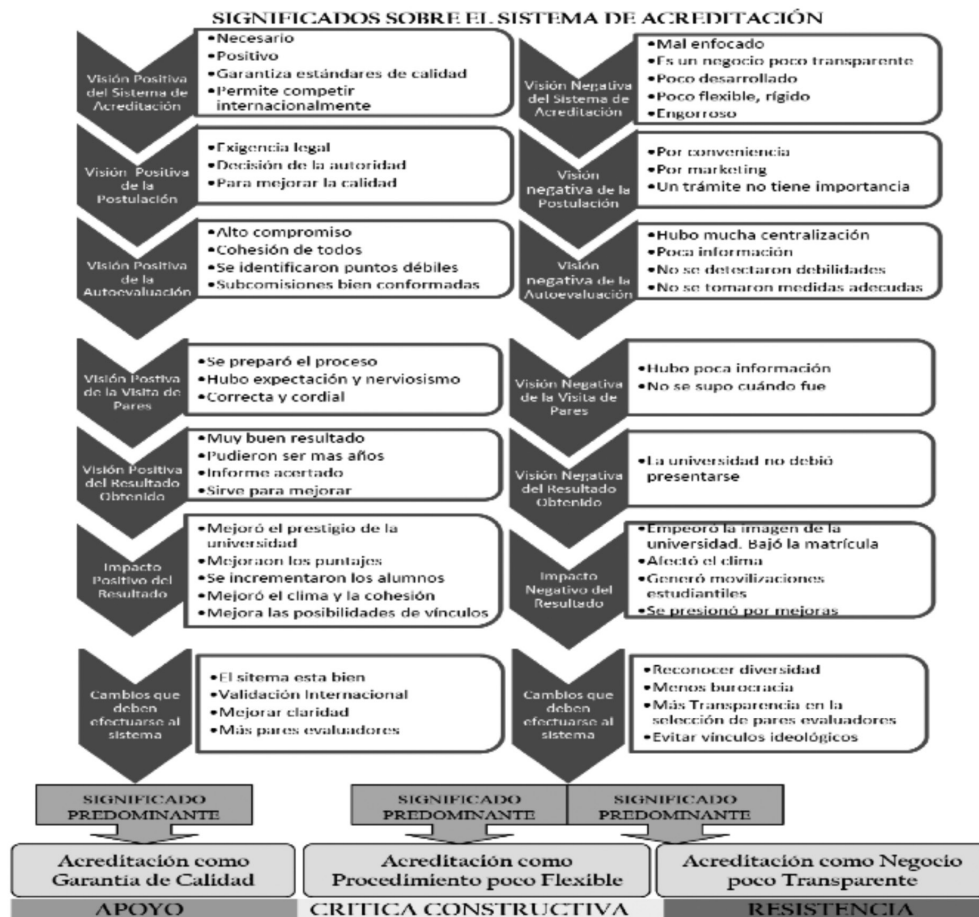 SIGNIFICADOS SOBRE EL SISTEMA DE ACREDITACIÓN
Visión Positiva
del Sistema de
Acreditación
•Necesario
•Positivo
•Garantiza estándares de calidad
•Permite competir
internacionalmente
Visión Negativa
del Sistema de
Acreditación
•Mal enfocado
•Es un negocio poco transparente
•Poco desarrollado
•Poco flexible, rígido
•Engorroso
Visión Positiva
de la
Postulación
•Exigencia legal
•Decisión de la autoridad
•Para mejorar la calidad
Visión
negativa de la
Postulación
•Por conveniencia
•Por marketing
•Un trámite no tiene importancia
Visión Positiva
de la
Autoevaluación
•Alto compromiso
•Cohesión de todos
•Se identificaron puntos débiles
•Subcomisiones bien conformadas
Visión
negativa de la
Autoevaluación
•Hubo mucha centralización
•Poca información
•No se detectaron debilidades
•No se tomaron medidas adecudas
Visión Postiva
de la Visita de
Pares
•Se preparó el proceso
•Hubo expectación y nerviosismo
•Correcta y cordial
Visión Negativa
de la Visita de
Pares
•Hubo poca información
•No se supo cuándo fue
Visión Positiva
del Resultado
Obtenido
•Muy buen resultado
•Pudieron ser mas años
•Informe acertado
•Sirve para mejorar
Visión Negativa
del Resultado
Obtenido
•La universidad no debió
presentarse
Impacto
Positivo del
Resultado
•Mejoró el prestigio de la
universidad
•Mejoraon los puntajes
•Se incrementaron los alumnos
•Mejoró el clima y la cohesión
•Mejora las posibilidades de vínculos
Impacto
Negativo del
Resultado
•Empeoró la imagen de la
universidad. Bajó la matrícula
•Afectó el clima
•Generó movilizaciones
estudiantiles
•Se presionó por mejoras
Cambios que
deben
efectuarse al
sistema
•El sitema esta bien
•Validación Internacional
•Mejorar claridad
•Más pares evaluadores
Cambios que
deben
efectuarse al
sistema
•Reconocer diversidad
•Menos burocracia
•Más Transparencia en la
selección de pares evaluadores
•Evitar vínculos ideológicos
SIGNIFICADO
PREDOMINANTE
SIGNIFICADO
PREDOMINANTE
SIGNIFICADO
PREDOMINANTE
Acreditación como
Garantía de Calidad
Acreditación como
Procedimiento poco Flexible
Acreditación como Negocio
poco Transparente
APOYO
CRITICA CONSTRUCTIVA
RESISTENCIA